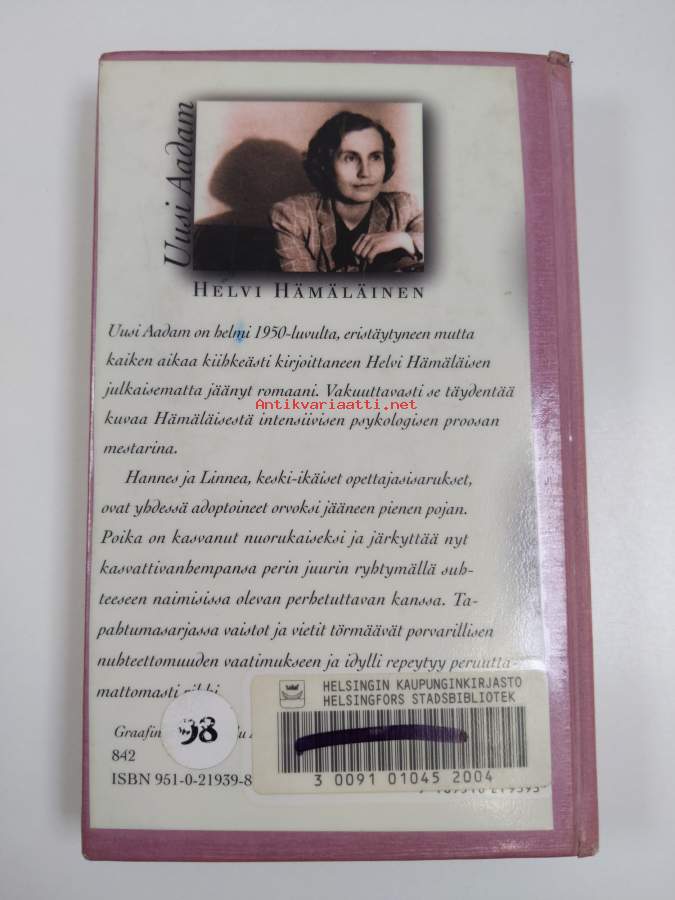 Uusi Aadam
HELVI HÄMÄLÄINEN
Uusi Aadam on helmi 1950-luvulta, eristäytyneen mutta
kaiken aikaa kiihkeästi kirjoittaneen Helvi Hämäläisen
julkaisematta jäänyt romaani. Vakuuttavasti se täydentää
Antikvariaatti.net
kuvaa Hämäläisestä intensiivisen psykologisen proosan
mestarina.
Hannes ja Linnea, keski-ikäiset opettajasisarukset,
ovat yhdessä adoptoineet orvoksi jääneen pienen pojan.
Poika on kasvanut nuorukaiseksi ja järkyttää nyt
kasvattivanhempansa perin juurin ryhtymällä suh-
teeseen naimisissa olevan perhetuttavan kanssa. Ta-
pahtumasarjassa vaistot ja vietit törmäävät porvarillisen
nuhteettomuuden vaatimukseen ja idylli repeytyy peruutta-
mattomasti
HELSINGIN KAUPUNGINKIRJASTO
HELSINGFORS STADSBIBLIOTEK
98
Graafin
842
ISBN 951-0-21939-8
3 0091 01045 2004